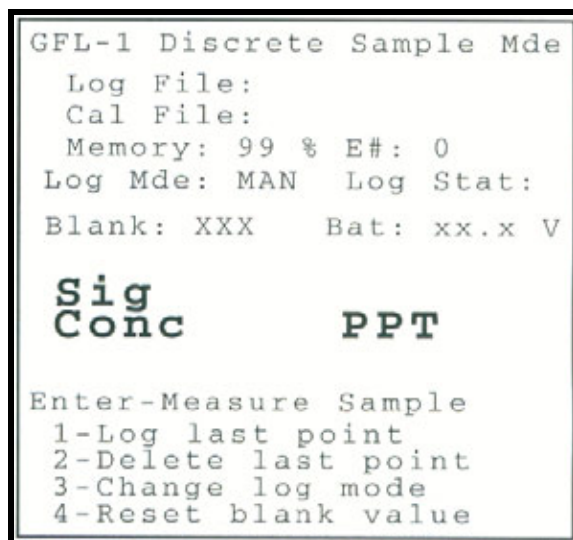 GFL-1 Discrete Sample Mde
Log File:
Cal File:
Memory: 99 % E#: 0
Log Mde: MAN Log Stat:
Blank: XXX Bat: xx.x V
Sig
Conc PPT
Enter-Measure Sample
1-Log last point
2-Delete last point
3-Change log mode
4-Reset blank value